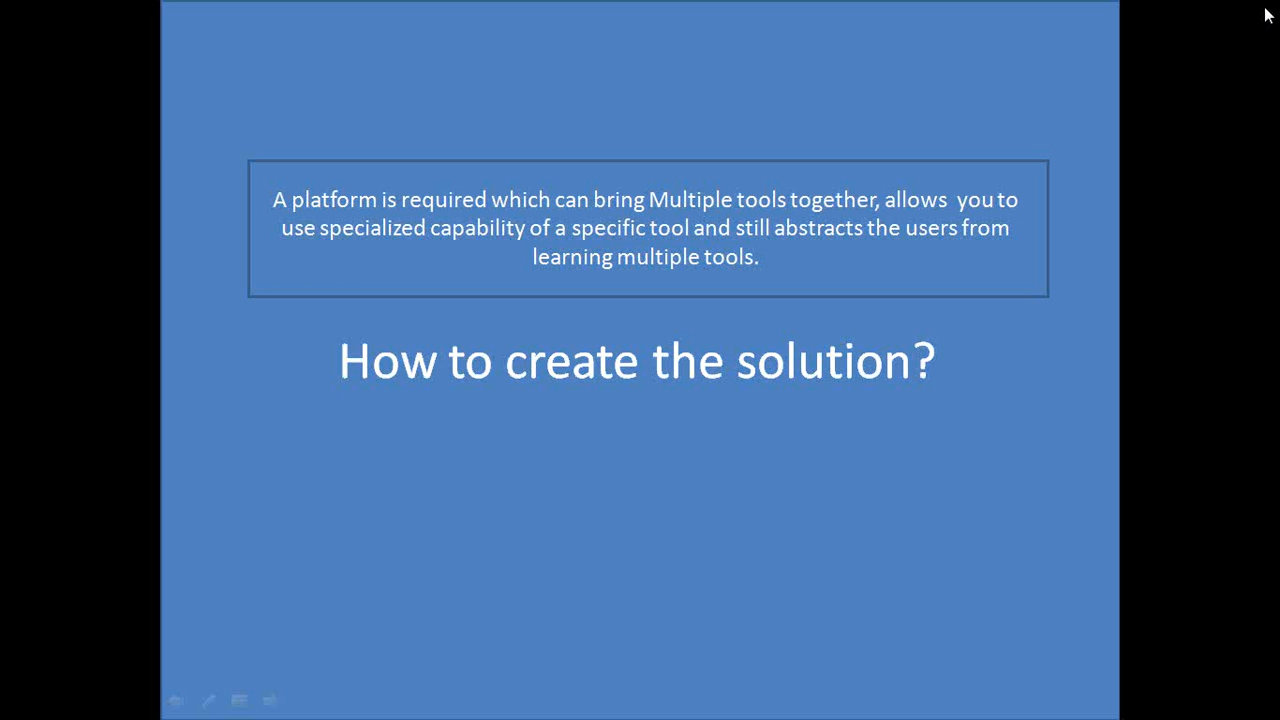 A platform is required which can bring Multiple tools together, allows  you to
use specialized capability of a specific tool and still abstracts the users from
learning multiple tools.
How to create the solution?